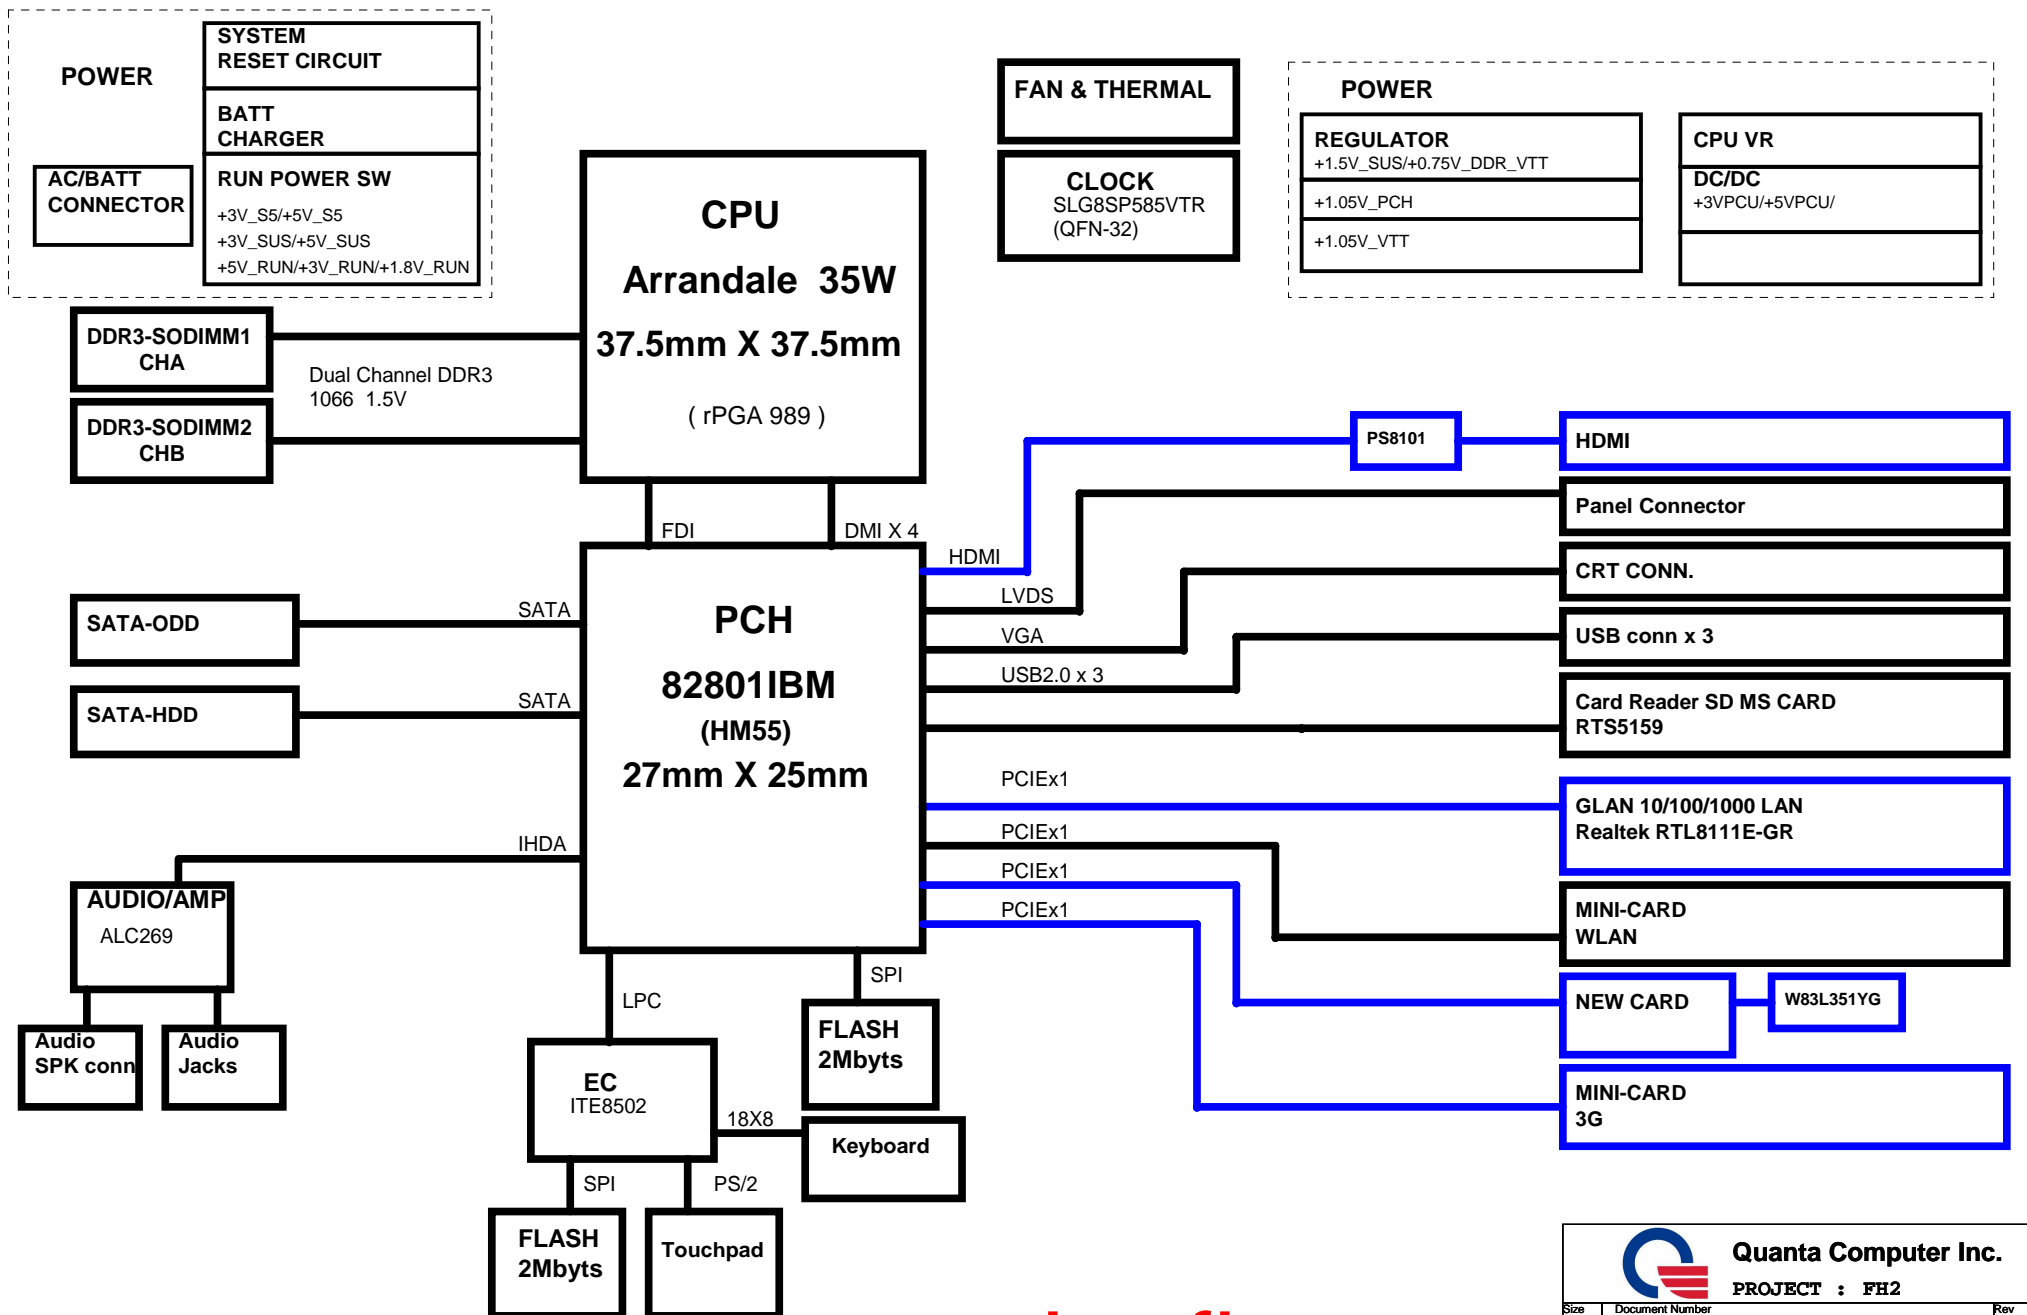 POWER
SYSTEM
RESET CIRCUIT
BATT
CHARGER
AC/BATT
CONNECTOR
RUN POWER SW
+3V_S5/+5V_S5
+3V_SUS/+5V_SUS
+5V_RUN/+3V_RUN/+1.8V_RUN
FAN & THERMAL
CLOCK
SLG8SP585VTR
(QFN-32)
POWER
REGULATOR
+1.5V_SUS/+0.75V_DDR_VTT
+1.05V_PCH
+1.05V_VTT
CPU VR
DC/DC
+3VPCU/+5VPCU/
CPU
Arrandale 35W
37.5mm X 37.5mm
( rPGA 989 )
DDR3-SODIMM1
CHA
Dual Channel DDR3
1066 1.5V
DDR3-SODIMM2
CHB
FDI
DMI X 4
PCH
82801IBM
(HM55)
27mm X 25mm
SATA-ODD
SATA
SATA-HDD
SATA
IHDA
AUDIO/AMP
ALC269
Audio
SPK conn
Audio
Jacks
HDMI
LVDS
VGA
USB2.0 x 3
PCIEx1
PCIEx1
PCIEx1
PCIEx1
PS8101
HDMI
Panel Connector
CRT CONN.
USB conn x 3
Card Reader SD MS CARD
RTS5159
GLAN 10/100/1000 LAN
Realtek RTL8111E-GR
MINI-CARD
WLAN
NEW CARD
W83L351YG
MINI-CARD
3G
LPC
SPI
FLASH
2Mbyts
EC
ITE8502
18X8
Keyboard
SPI
PS/2
FLASH
2Mbyts
Touchpad
Quanta Computer Inc.
PROJECT : FH2
Size
Document Number
Rev